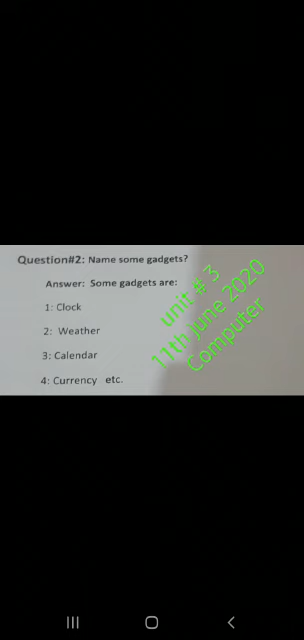 Question#2: Name some gadgets?
Answer: Some gadgets are:
1: Clock
2: Weather
3: Calendar
4: Currency etc.
unit # 3
11th june 2020
Computer